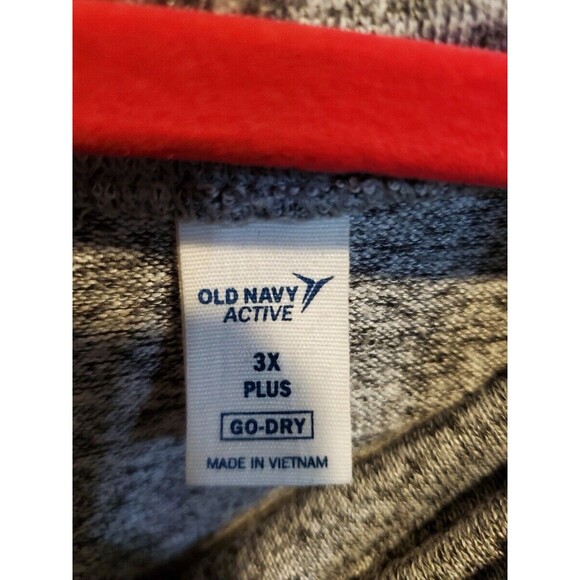 OLD NAVY
ACTIVE
3X
PLUS
GO-DRY
MADE IN VIETNAM